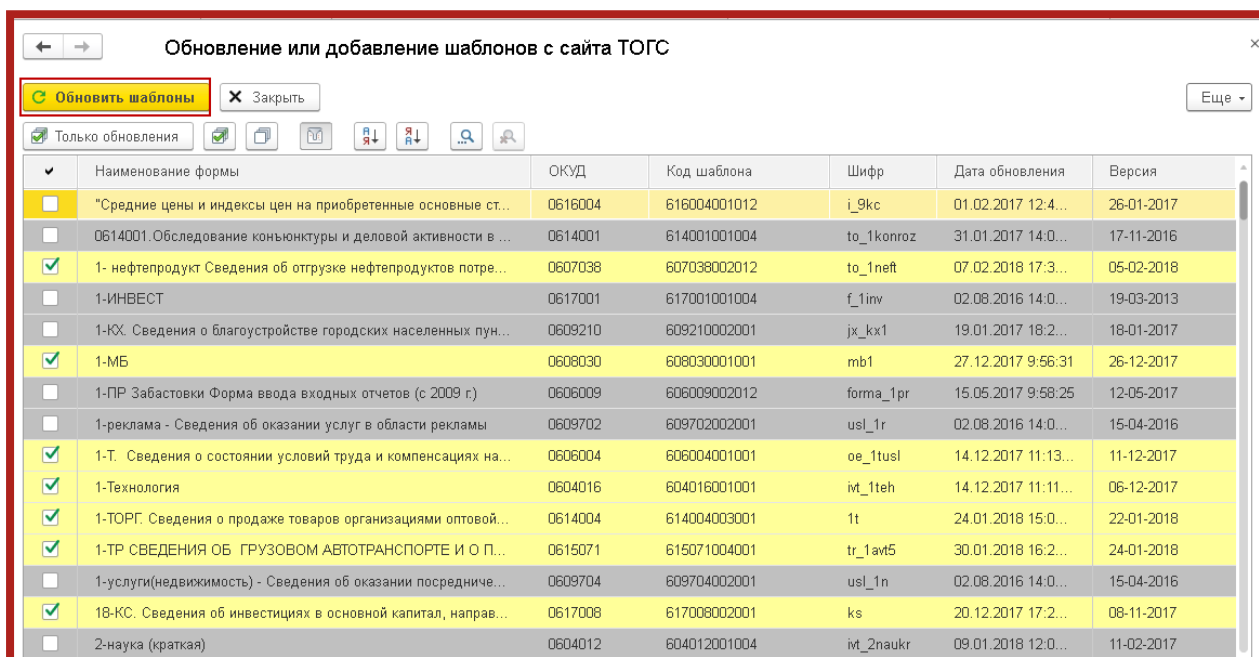 Обновление или добавление шаблонов с сайта ТОГС
Обновить шаблоны Закрыть Еще
Только обновления
Наименование формы ОКУД Код шаблона Шифр Дата обновления Версия
"Средние цены и индексы цен на приобретенные основные ст... 0616004 616004001012 i_9kc 01.02.2017 12:4... 26-01-2017
0614001.Обследование конъюнктуры и деловой активности в ... 0614001 614001001004 to_1konroz 31.01.2017 14:0... 17-11-2016
1- нефтепродукт Сведения об отгрузке нефтепродуктов потре... 0607038 607038002012 to_1neft 07.02.2018 17:3... 05-02-2018
1-ИНВЕСТ 0617001 617001001004 f_1inv 02.08.2016 14:0... 19-03-2013
1-КХ. Сведения о благоустройстве городских населенных пун... 0609210 609210002001 jx_kx1 19.01.2017 18:2... 18-01-2017
1-МБ 0608030 608030001001 mb1 27.12.2017 9:56:31 26-12-2017
1-ПР Забастовки Форма ввода входных отчетов (с 2009 г.) 0606009 606009002012 forma_1pr 15.05.2017 9:58:25 12-05-2017
1-реклама - Сведения об оказании услуг в области рекламы 0609702 609702002001 usl_1r 02.08.2016 14:0... 15-04-2016
1-Т. Сведения о состоянии условий труда и компенсациях на... 0606004 606004001001 oe_1tusl 14.12.2017 11:13... 11-12-2017
1-Технология 0604016 604016001001 ivt_1teh 14.12.2017 11:11... 06-12-2017
1-ТОРГ. Сведения о продаже товаров организациями оптовой... 0614004 614004003001 1t 24.01.2018 15:0... 22-01-2018
1-ТР СВЕДЕНИЯ ОБ ГРУЗОВОМ АВТОТРАНСПОРТЕ И О П... 0615071 615071004001 tr_1avt5 30.01.2018 16:2... 24-01-2018
1-услуги(недвижимость) - Сведения об оказании посредниче... 0609704 609704002001 usl_1n 02.08.2016 14:0... 15-04-2016
18-КС. Сведения об инвестициях в основной капитал, направ... 0617008 617008002001 ks 20.12.2017 17:2... 08-11-2017
2-наука (краткая) 0604012 604012001004 ivt_2naukr 09.01.2018 12:0... 11-02-2017